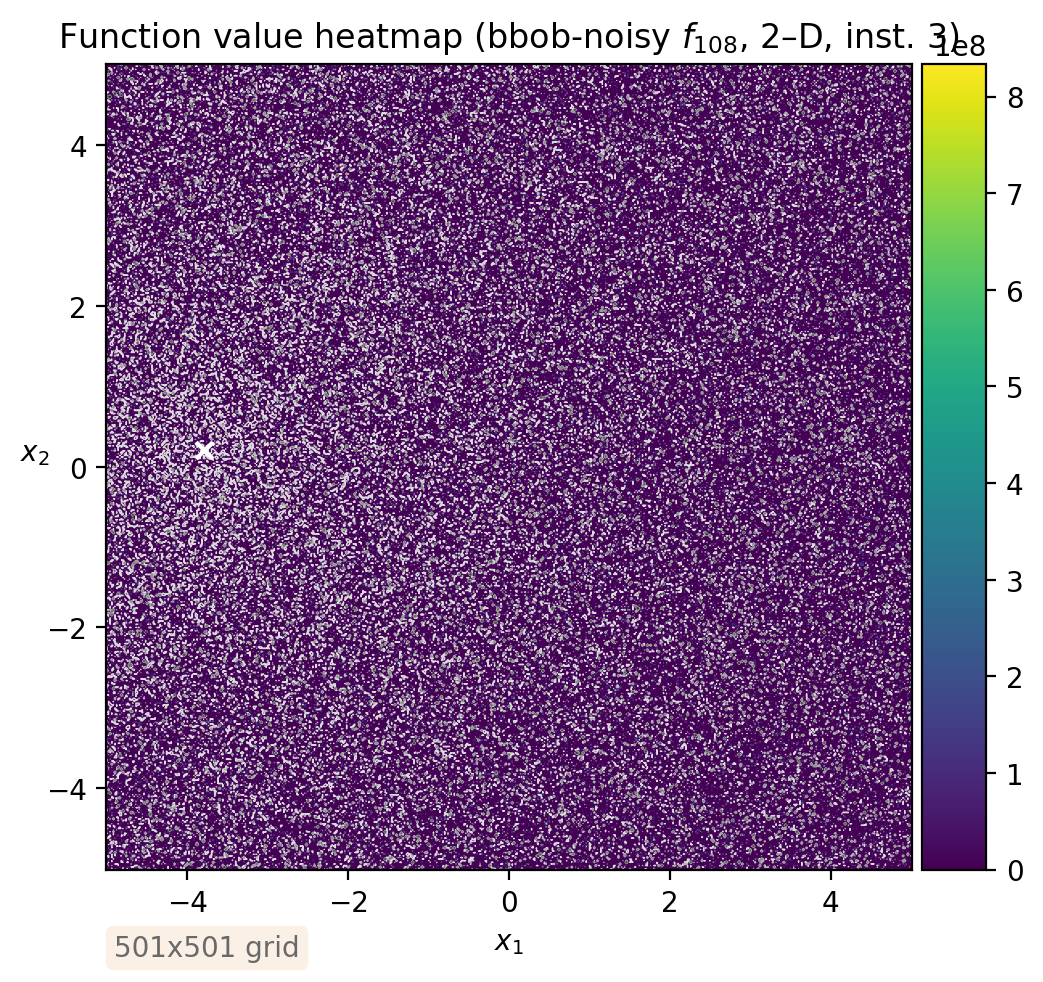 Function value heatmap (bbob-noisy f108, 2–D, inst. 3)
1e8
8
7
6
5
4
3
2
1
0
4
2
0
−2
−4
x2
−4 −2 0 2 4
x1
501x501 grid